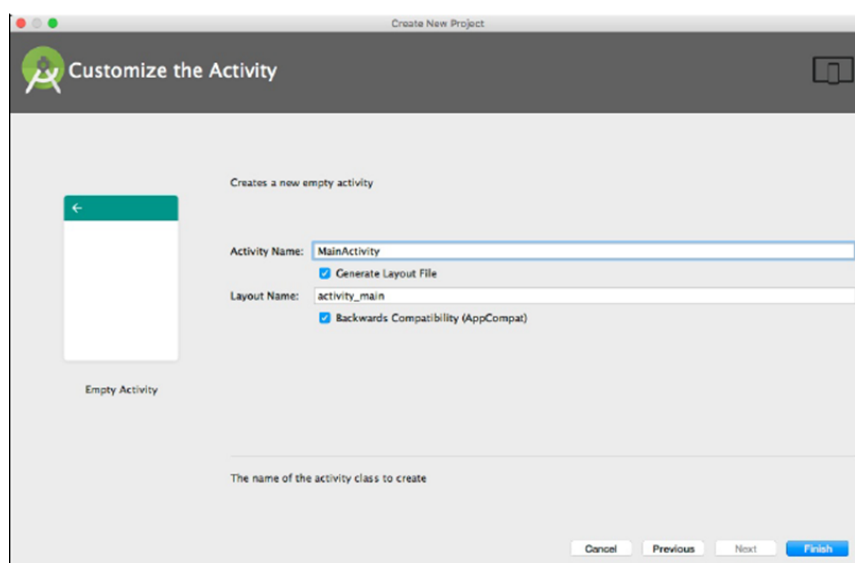 Create New Project
Customize the Activity
Creates a new empty activity
Activity Name: MainActivity
Generate Layout File
Layout Name: activity_main
Backwards Compatibility (AppCompat)
Empty Activity
The name of the activity class to create
Cancel Previous Next Finish